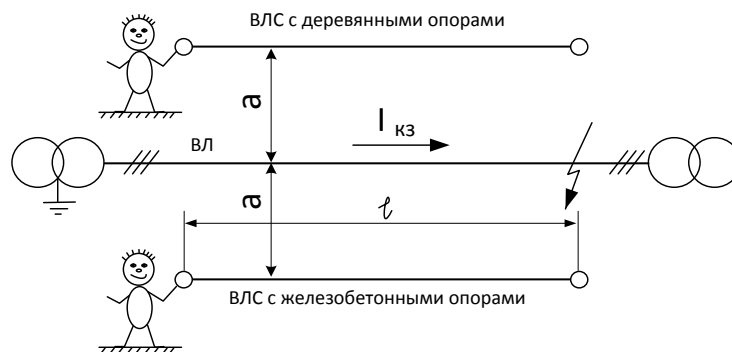 ВЛС с деревянными опорами
a
I кз
ВЛ
a
ℓ
ВЛС с железобетонными опорами